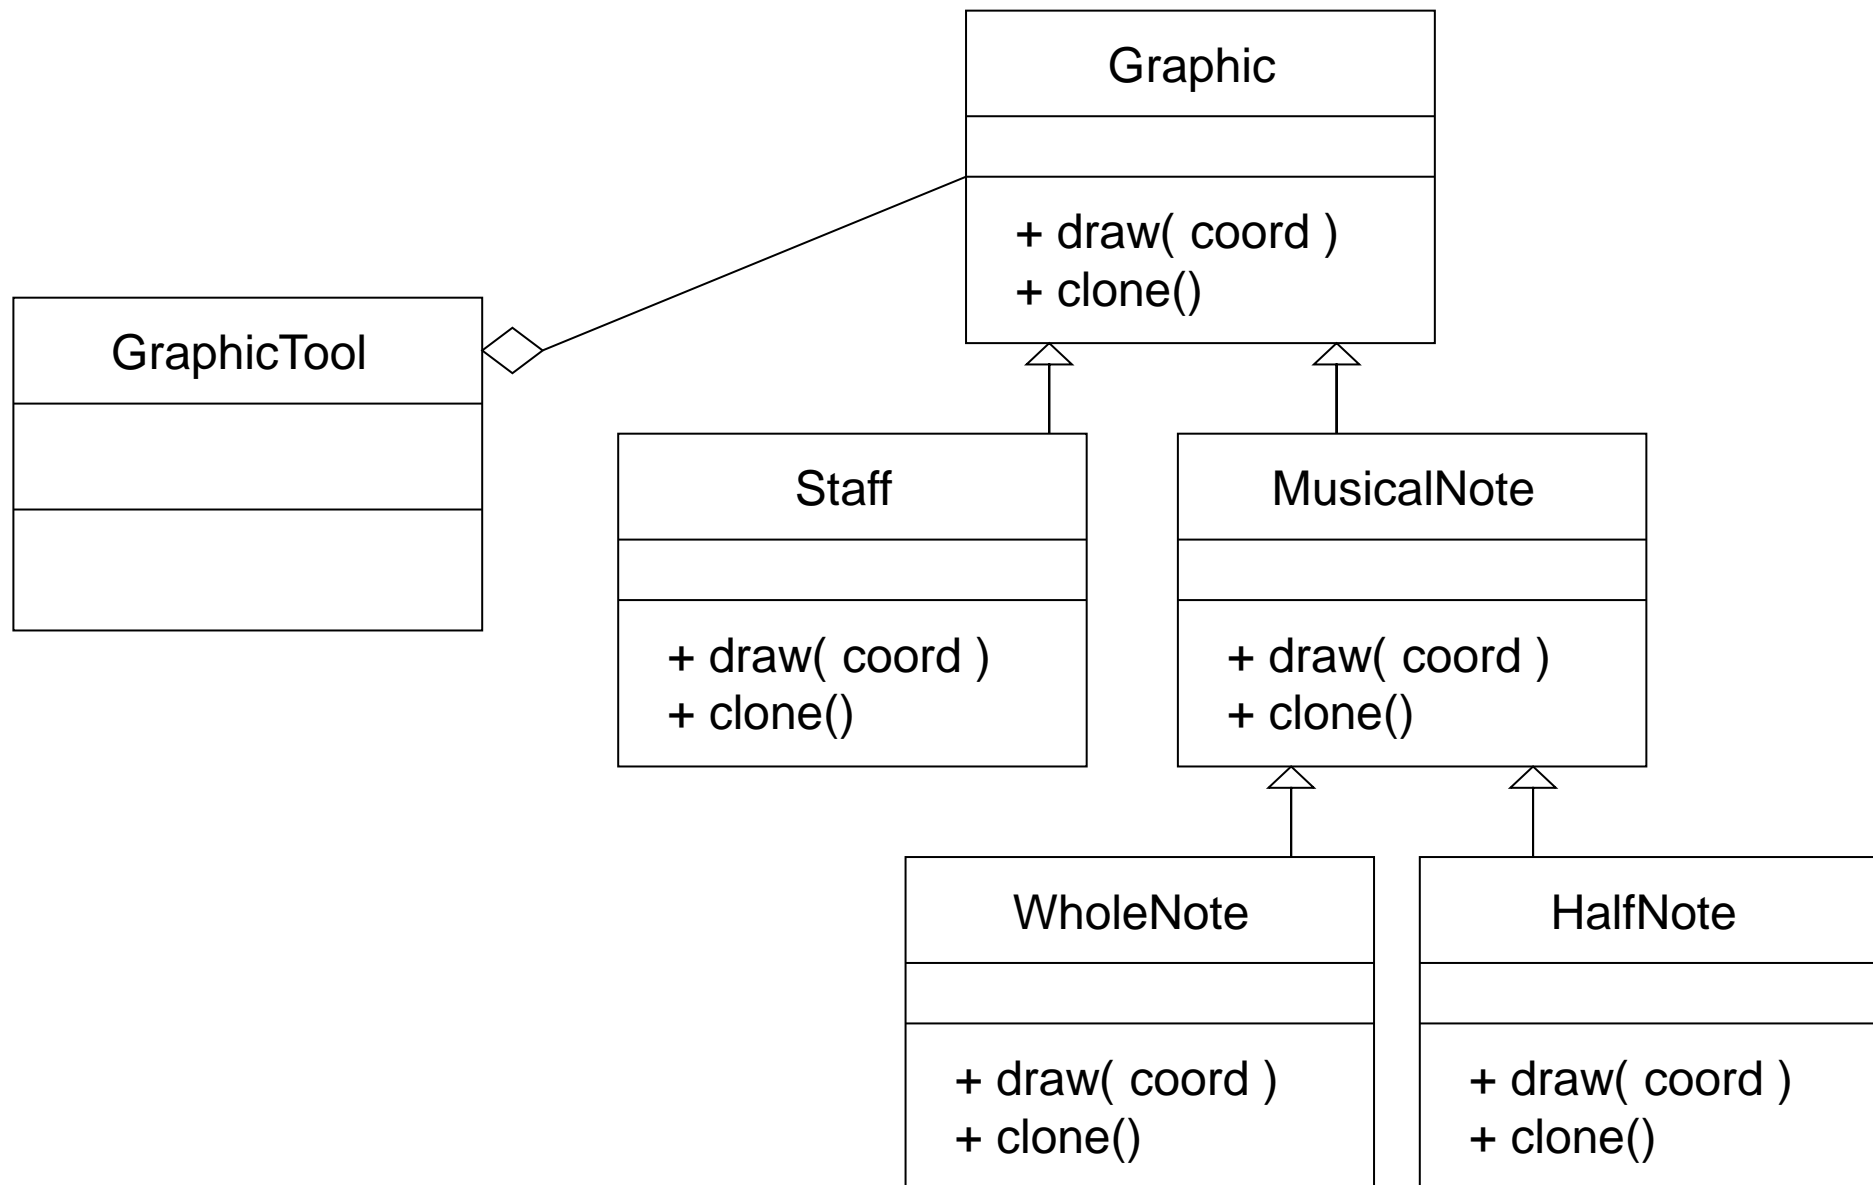 Graphic
+ draw( coord )
+ clone()
GraphicTool
Staff
+ draw( coord )
+ clone()
MusicalNote
+ draw( coord )
+ clone()
WholeNote
+ draw( coord )
+ clone()
HalfNote
+ draw( coord )
+ clone()